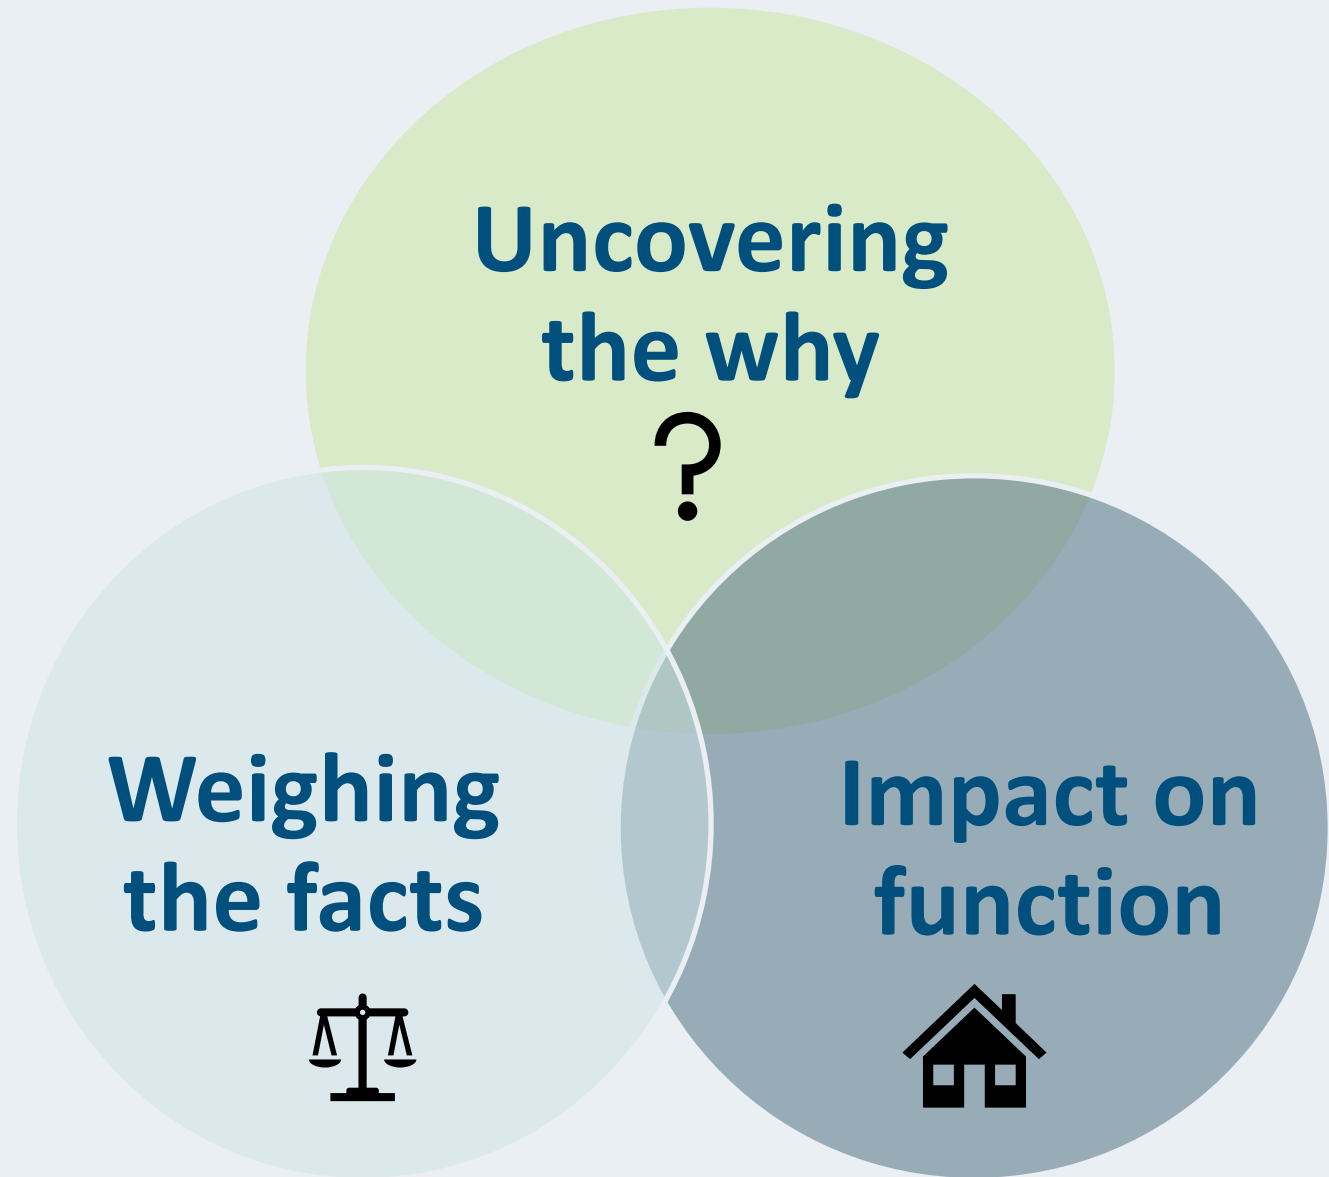 Uncovering
the why
?
Weighing
the facts
Impact on
function